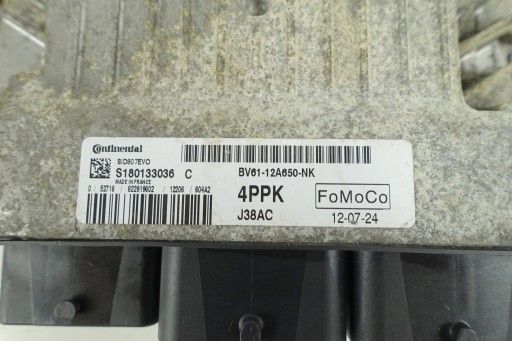 Continental
SID807EVO
S180133036 C
MADE IN FRANCE
0 / 52716 822919602 / 12206 / 604A2
BV61-12A650-NK
4PPK
J38AC
FoMoCo
12-07-24